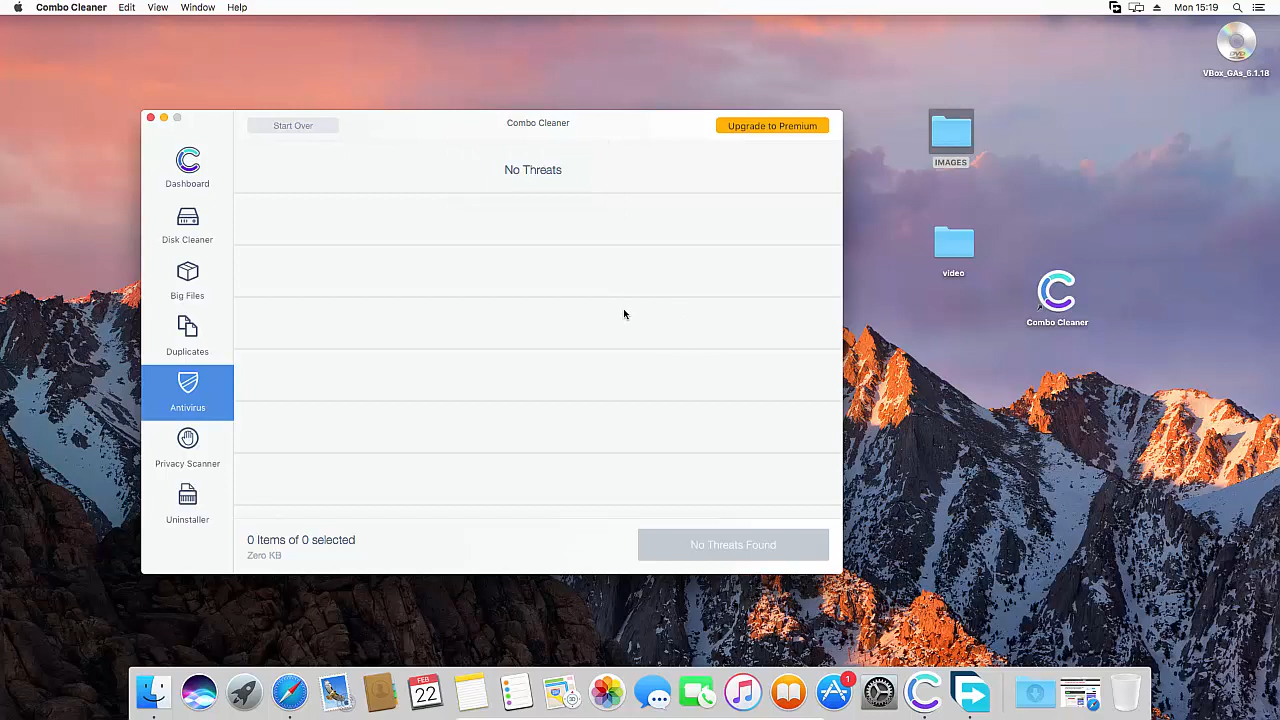 Combo Cleaner Edit View Window Help Mon 15:19
VBox_GAs_6.1.18
Start Over
Combo Cleaner
Upgrade to Premium
No Threats
Dashboard
Disk Cleaner
Big Files
Duplicates
Antivirus
Privacy Scanner
Uninstaller
0 Items of 0 selected
Zero KB
No Threats Found
IMAGES
video
Combo Cleaner
FEB
22
1